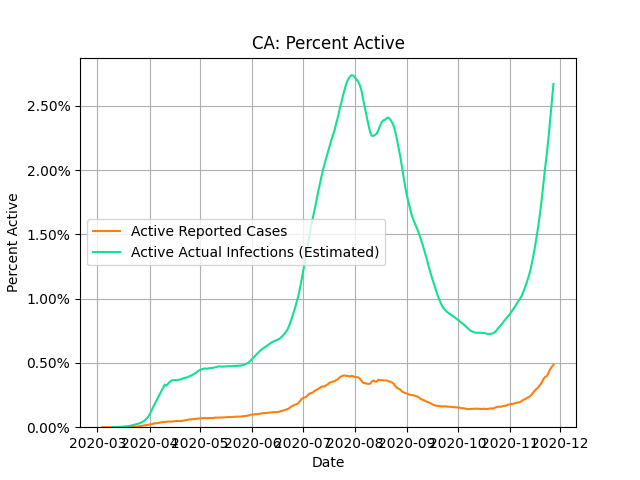 CA: Percent Active
Percent Active
2.50%
2.00%
1.50%
1.00%
0.50%
0.00%
Active Reported Cases
Active Actual Infections (Estimated)
2020-03 2020-04 2020-05 2020-06 2020-07 2020-08 2020-09 2020-10 2020-11 2020-12
Date